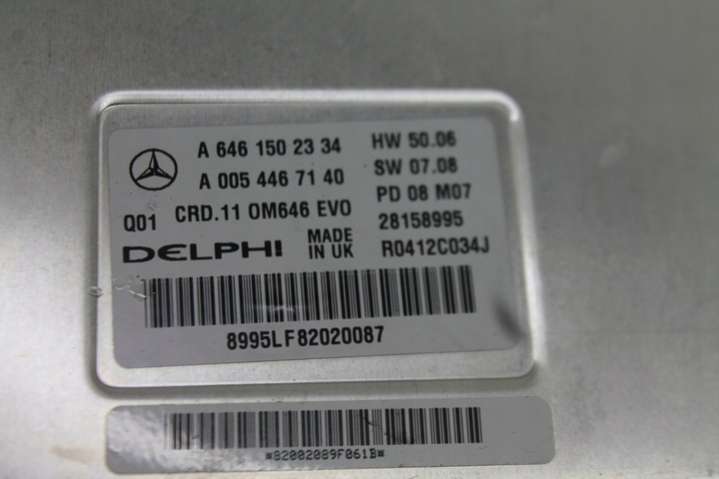 A 646 150 23 34 HW 50.06
A 005 446 71 40 SW 07.08
Q01 CRD.11 OM646 EVO PD 08 M07
28158995
DELPHI MADE IN UK R0412C034J
8995LF82020087
*82002089F061B*